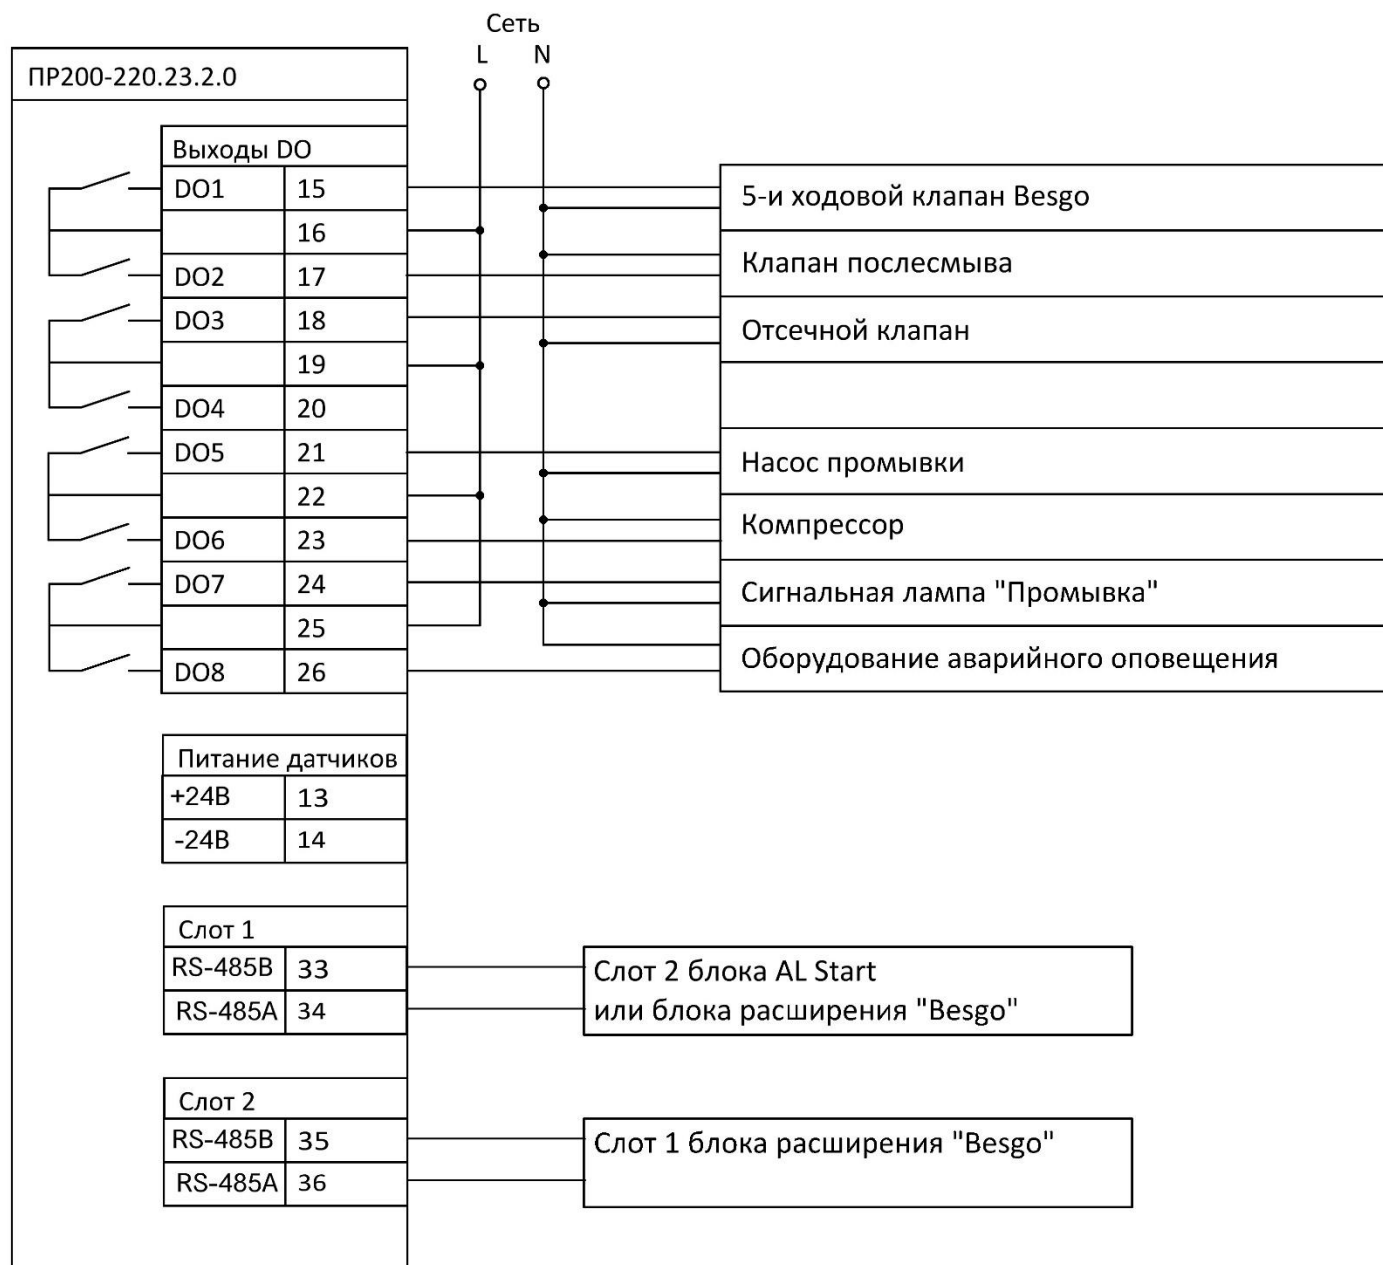 Сеть
L N
ПР200-220.23.2.0
Выходы DO
DO1 15
16
DO2 17
DO3 18
19
DO4 20
DO5 21
22
DO6 23
DO7 24
25
DO8 26
5-и ходовой клапан Besgo
Клапан послесмыва
Отсечной клапан
Насос промывки
Компрессор
Сигнальная лампа "Промывка"
Оборудование аварийного оповещения
Питание датчиков
+24В 13
-24В 14
Слот 1
RS-485B 33
RS-485A 34
Слот 2 блока AL Start
или блока расширения "Besgo"
Слот 2
RS-485B 35
RS-485A 36
Слот 1 блока расширения "Besgo"